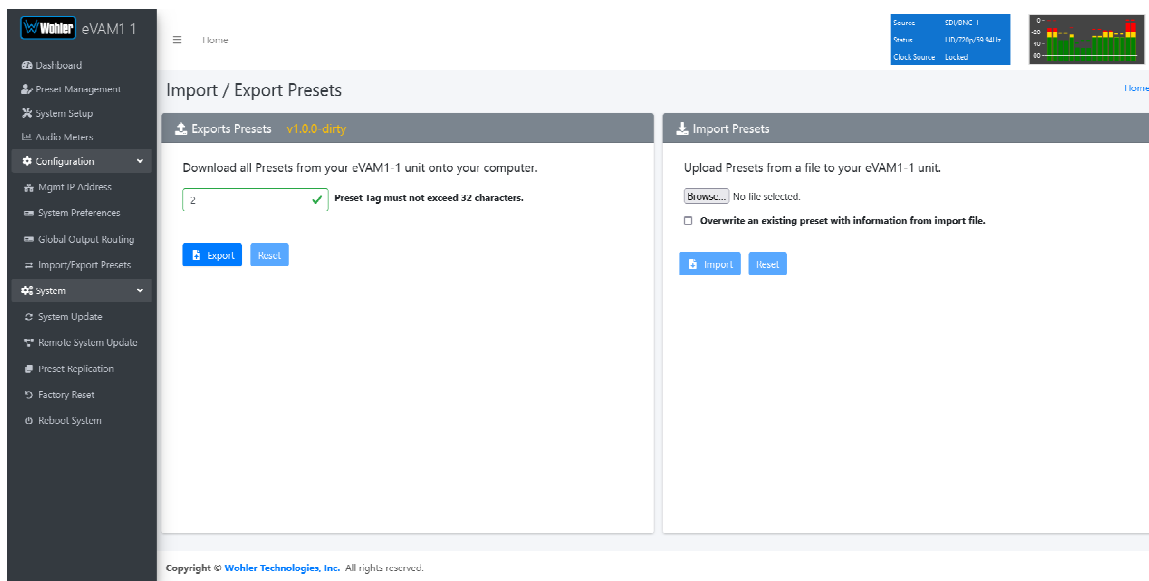 Wohler eVAM1 1
Home
Source SDI/BNC 1
Status HD/720p/59.94Hz
Clock Source Locked
Dashboard
Preset Management
System Setup
Audio Meters
Configuration
Mgmt IP Address
System Preferences
Global Output Routing
Import/Export Presets
System
System Update
Remote System Update
Preset Replication
Factory Reset
Reboot System
Import / Export Presets
Home
Exports Presets v1.0.0-dirty
Download all Presets from your eVAM1-1 unit onto your computer.
2 Preset Tag must not exceed 32 characters.
Export Reset
Import Presets
Upload Presets from a file to your eVAM1-1 unit.
Browse... No file selected.
Overwrite an existing preset with information from import file.
Import Reset
Copyright © Wohler Technologies, Inc. All rights reserved.